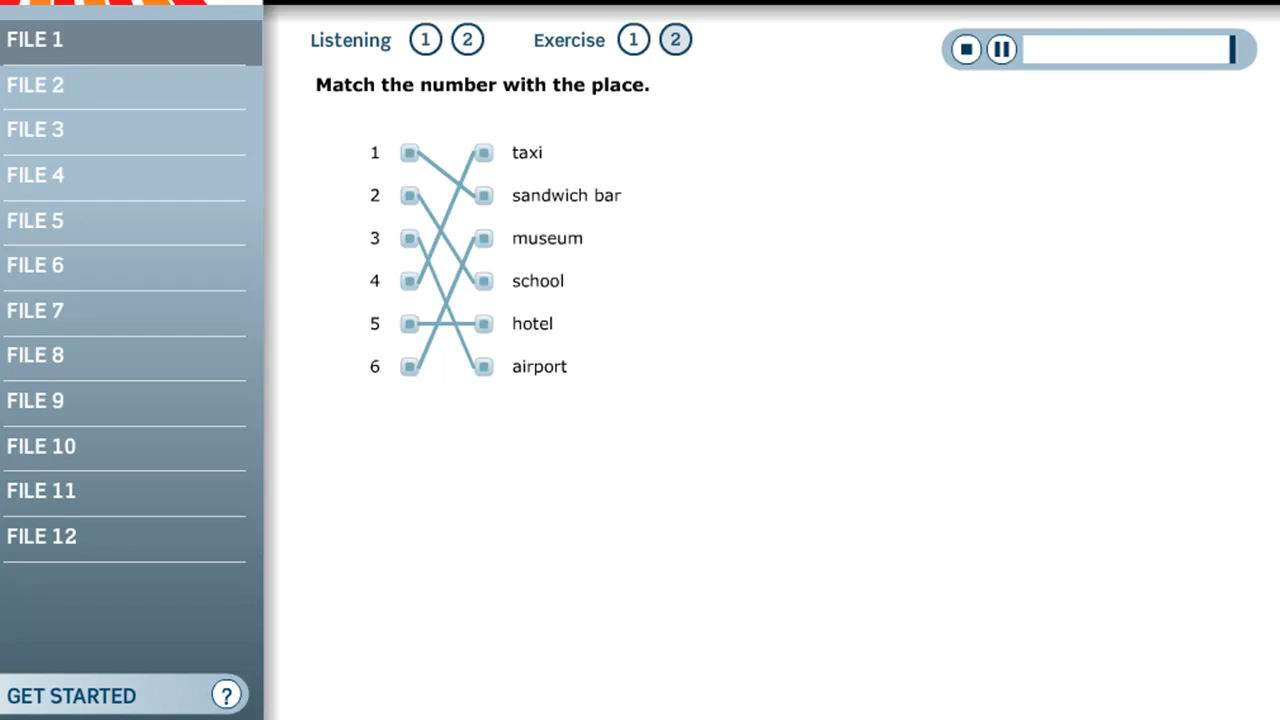 FILE 1
FILE 2
FILE 3
FILE 4
FILE 5
FILE 6
FILE 7
FILE 8
FILE 9
FILE 10
FILE 11
FILE 12
GET STARTED ?
Listening 1 2 Exercise 1 2
Match the number with the place.
1 taxi
2 sandwich bar
3 museum
4 school
5 hotel
6 airport